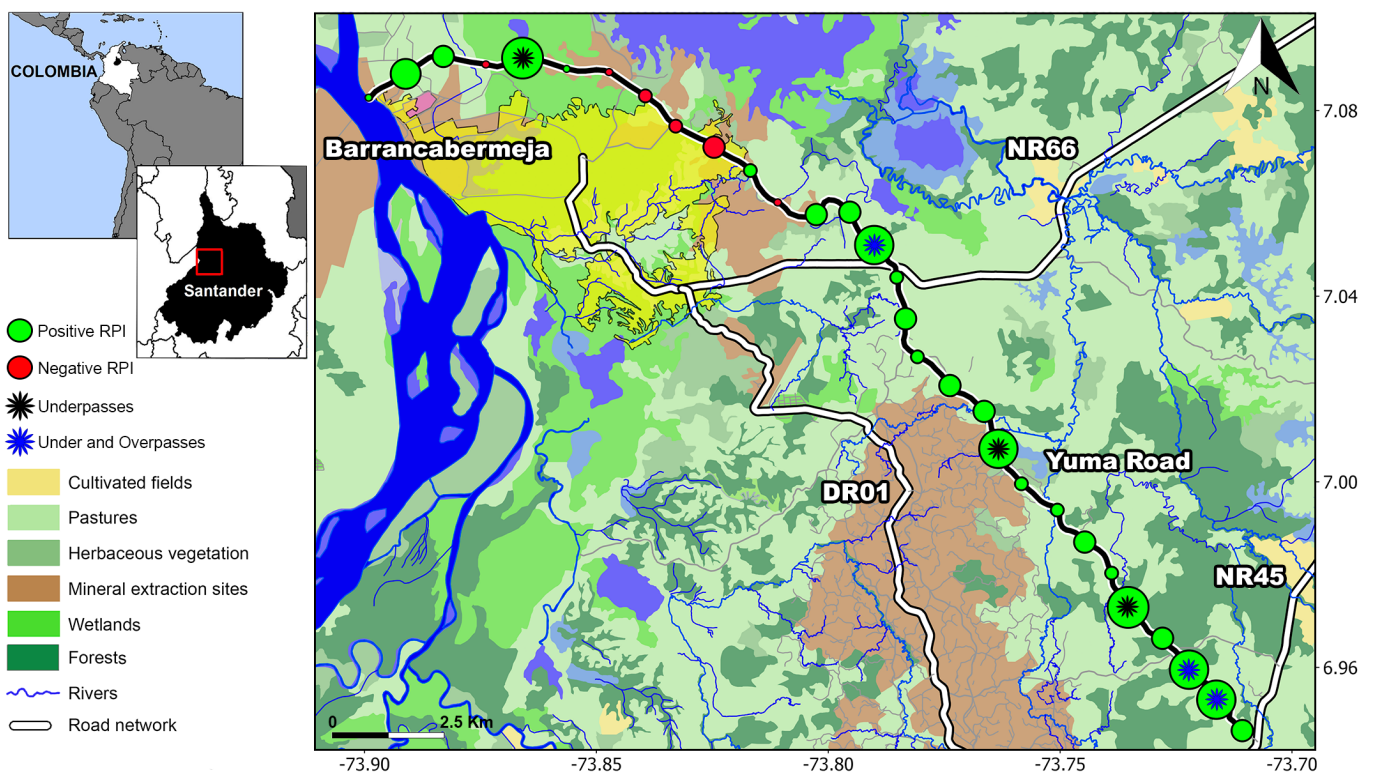 COLOMBIA
Santander
Positive RPI
Negative RPI
Underpasses
Under and Overpasses
Cultivated fields
Pastures
Herbaceous vegetation
Mineral extraction sites
Wetlands
Forests
Rivers
Road network
Barrancabermeja
NR66
N
Yuma Road
DR01
NR45
0 2.5 Km
7.08
7.04
7.00
6.96
-73.90 -73.85 -73.80 -73.75 -73.70